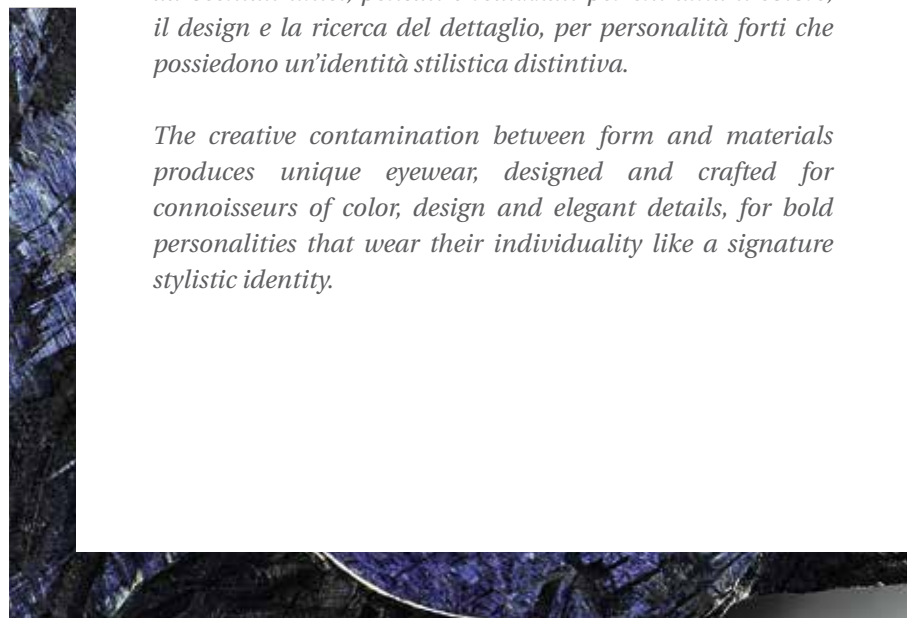 il design e la ricerca del dettaglio, per personalità forti che
possiedono un'identità stilistica distintiva.
The creative contamination between form and materials
produces unique eyewear, designed and crafted for
connoisseurs of color, design and elegant details, for bold
personalities that wear their individuality like a signature
stylistic identity.